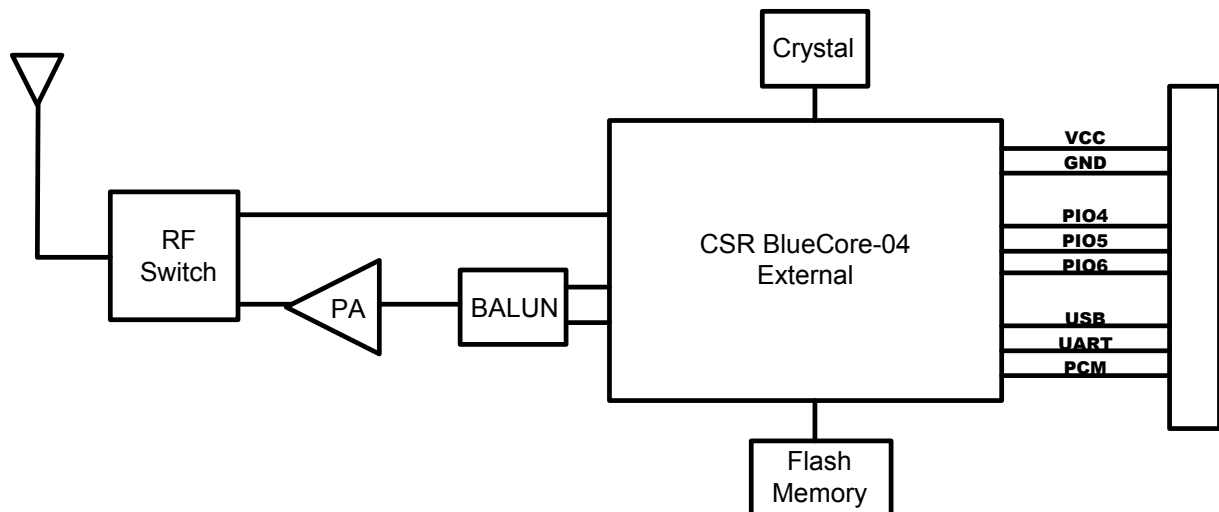 Crystal
RF
Switch
PA
BALUN
CSR BlueCore-04
External
VCC
GND
PIO4
PIO5
PIO6
USB
UART
PCM
Flash
Memory